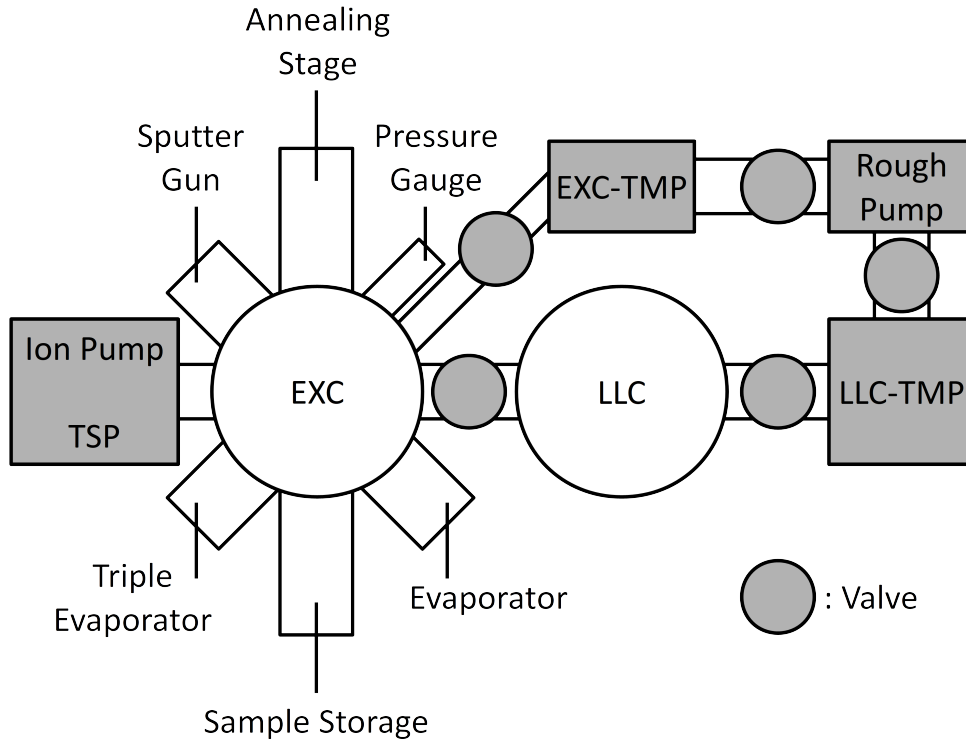 Annealing
Stage
Sputter
Gun
Pressure
Gauge
EXC-TMP
Rough
Pump
Ion Pump
TSP
EXC
LLC
LLC-TMP
Triple
Evaporator
Evaporator
: Valve
Sample Storage